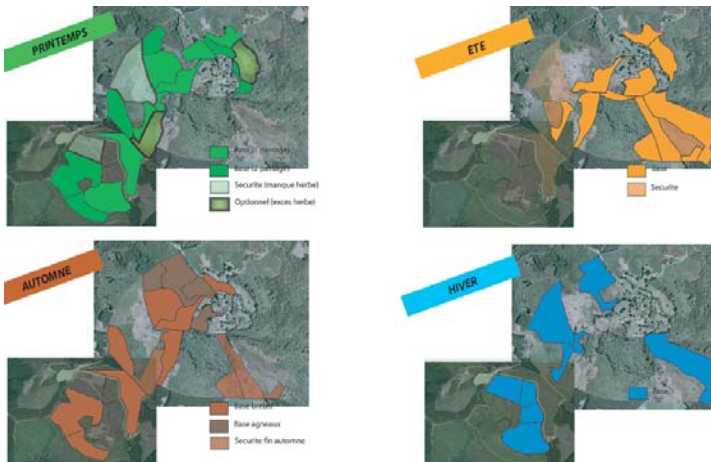 PRINTEMPS
Base (1 passage)
Base (2 passage)
Securite (manque herbe)
Optionnel (exces herbe)
ETE
Base
Securite
AUTOMNE
Base brebis
Base agneaux
Securite fin automne
HIVER
Base